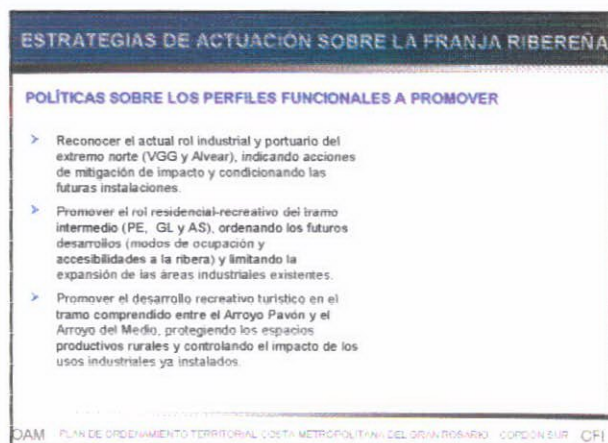 ESTRATEGIAS DE ACTUACIÓN SOBRE LA FRANJA RIBEREÑA
POLÍTICAS SOBRE LOS PERFILES FUNCIONALES A PROMOVER
➢ Reconocer el actual rol industrial y portuario del
extremo norte (VGG y Alvear), indicando acciones
de mitigación de impacto y condicionando las
futuras instalaciones.
➢ Promover el rol residencial-recreativo del tramo
intermedio (PE, GL y AS), ordenando los futuros
desarrollos (modos de ocupación y
accesibilidades a la ribera) y limitando la
expansión de las áreas industriales existentes.
➢ Promover el desarrollo recreativo turístico en el
tramo comprendido entre el Arroyo Pavón y el
Arroyo del Medio, protegiendo los espacios
productivos rurales y controlando el impacto de los
usos industriales ya instalados.
OAM PLAN DE ORDENAMIENTO TERRITORIAL COSTA METROPOLITANA DEL GRAN ROSARIO CORDON SUR CFI